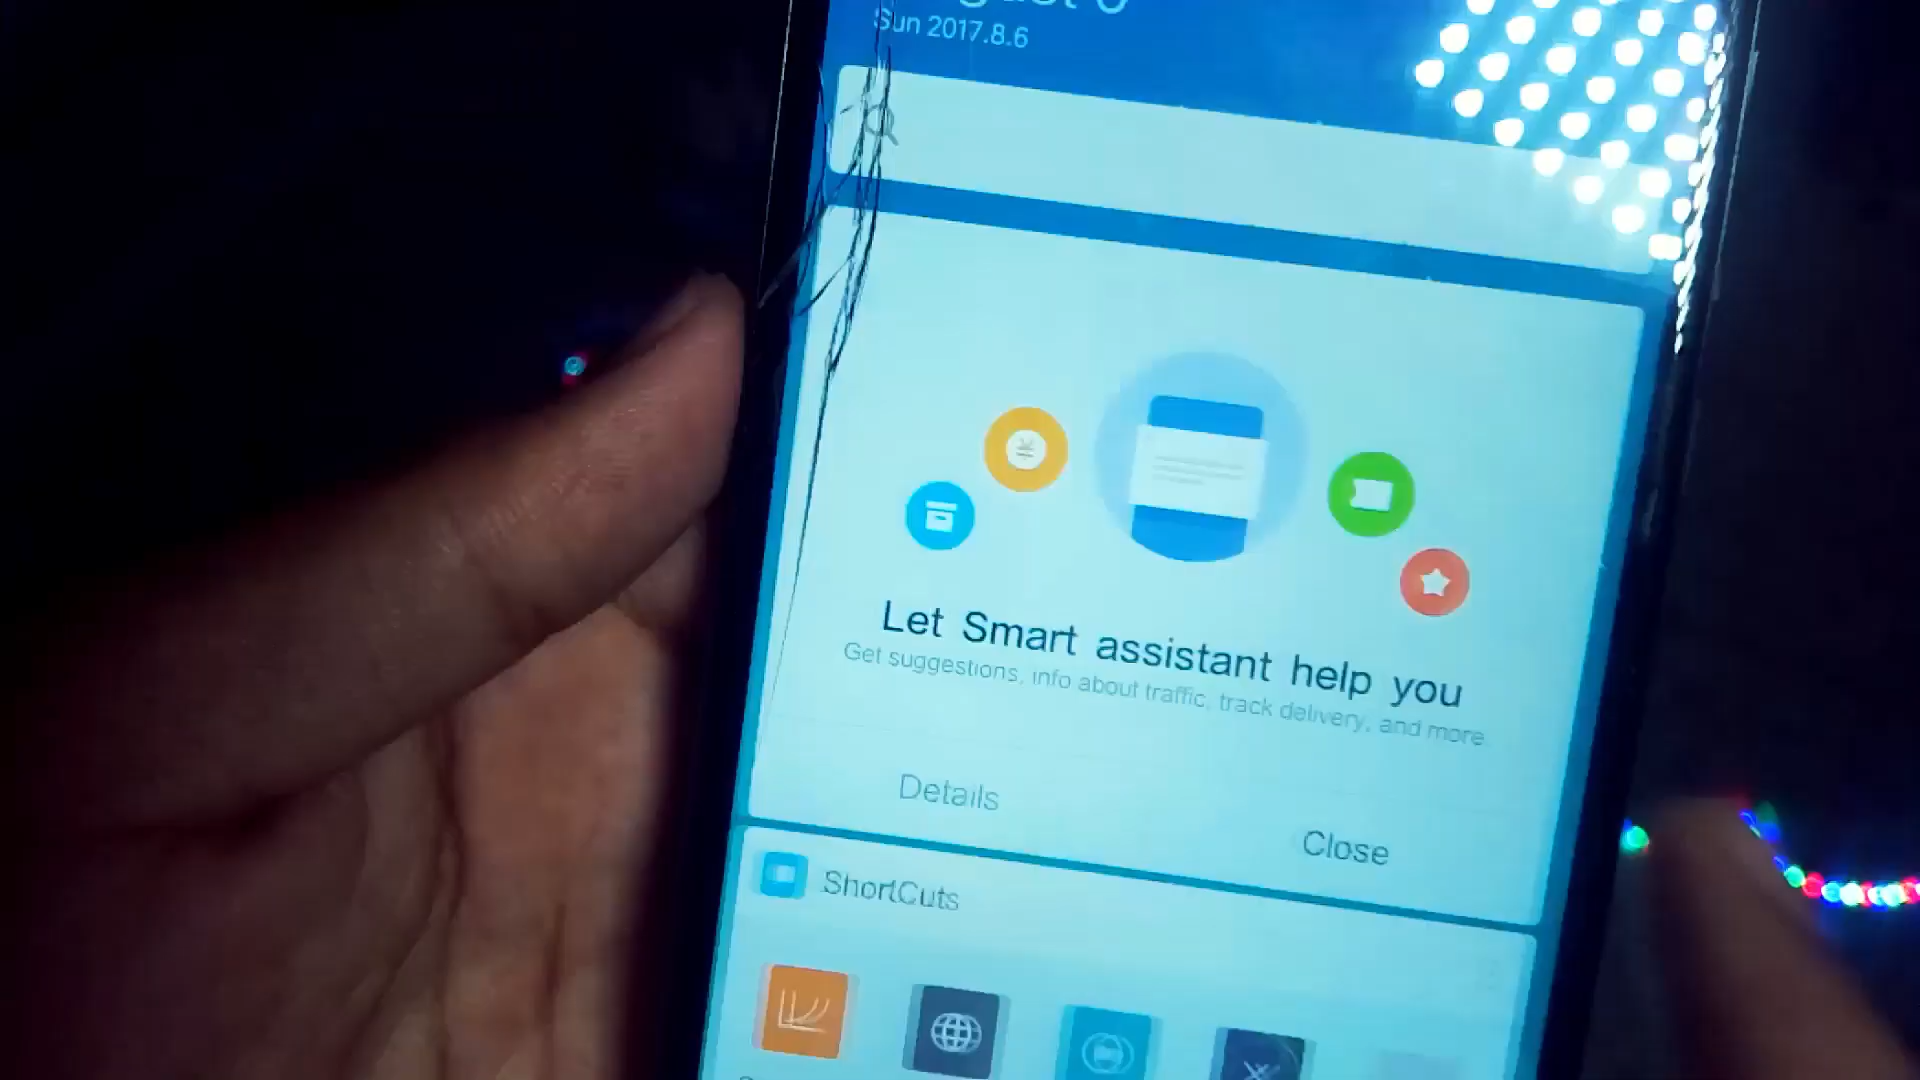 Sun 2017.8.6
Let Smart assistant help you
Get suggestions, info about traffic, track delivery, and more
Details
Close
ShortCuts